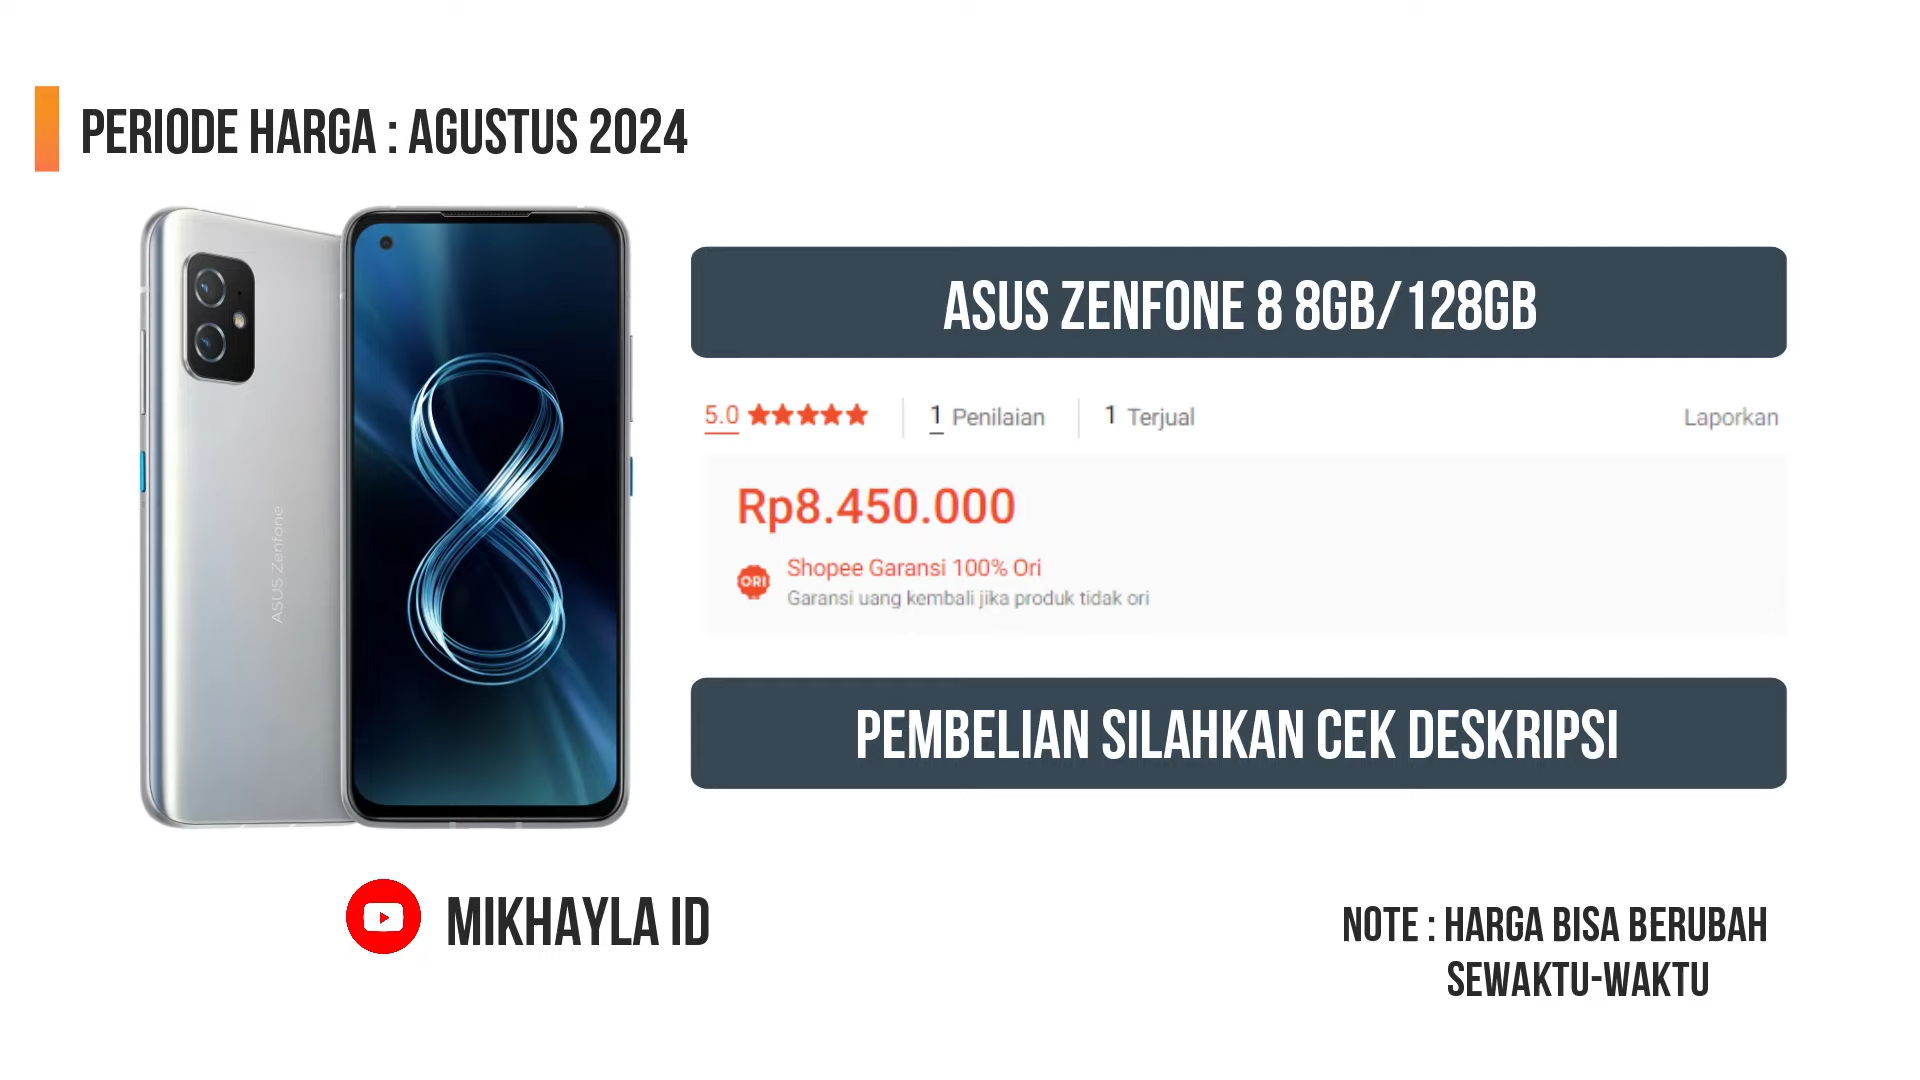 PERIODE HARGA : AGUSTUS 2024
ASUS Zenfone
ASUS ZENFONE 8 8GB/128GB
5.0 1 Penilaian 1 Terjual Laporkan
Rp8.450.000
ORI Shopee Garansi 100% Ori
Garansi uang kembali jika produk tidak ori
PEMBELIAN SILAHKAN CEK DESKRIPSI
MIKHAYLA ID
NOTE : HARGA BISA BERUBAH
SEWAKTU-WAKTU